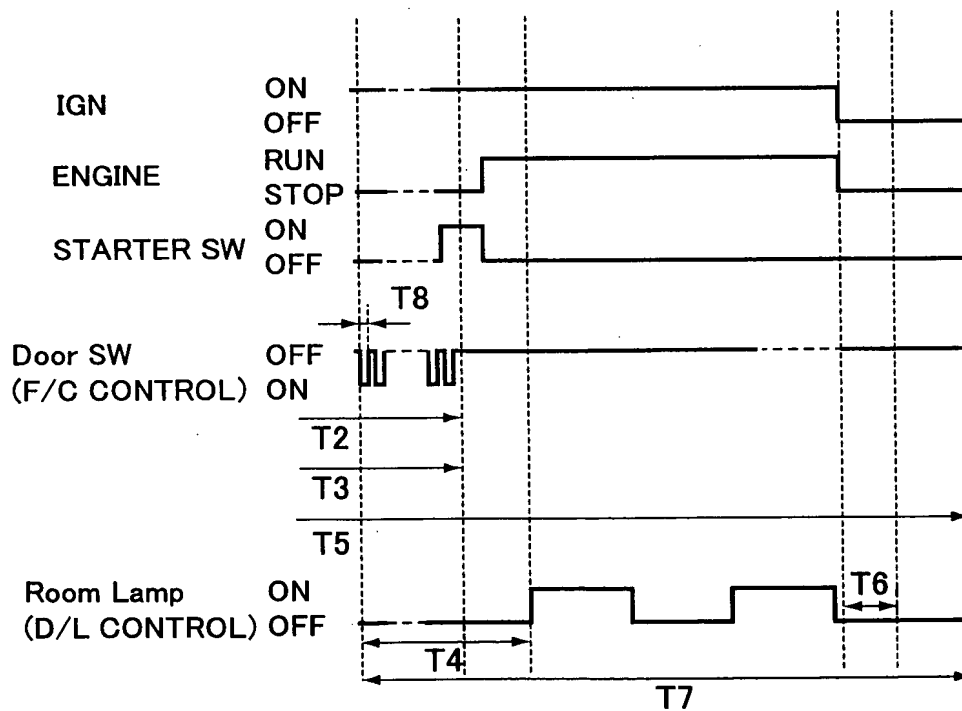 IGN ON
OFF
ENGINE RUN
STOP
STARTER SW ON
OFF
T8
Door SW OFF
(F/C CONTROL) ON
T2
T3
T5
Room Lamp ON
(D/L CONTROL) OFF
T6
T4
T7